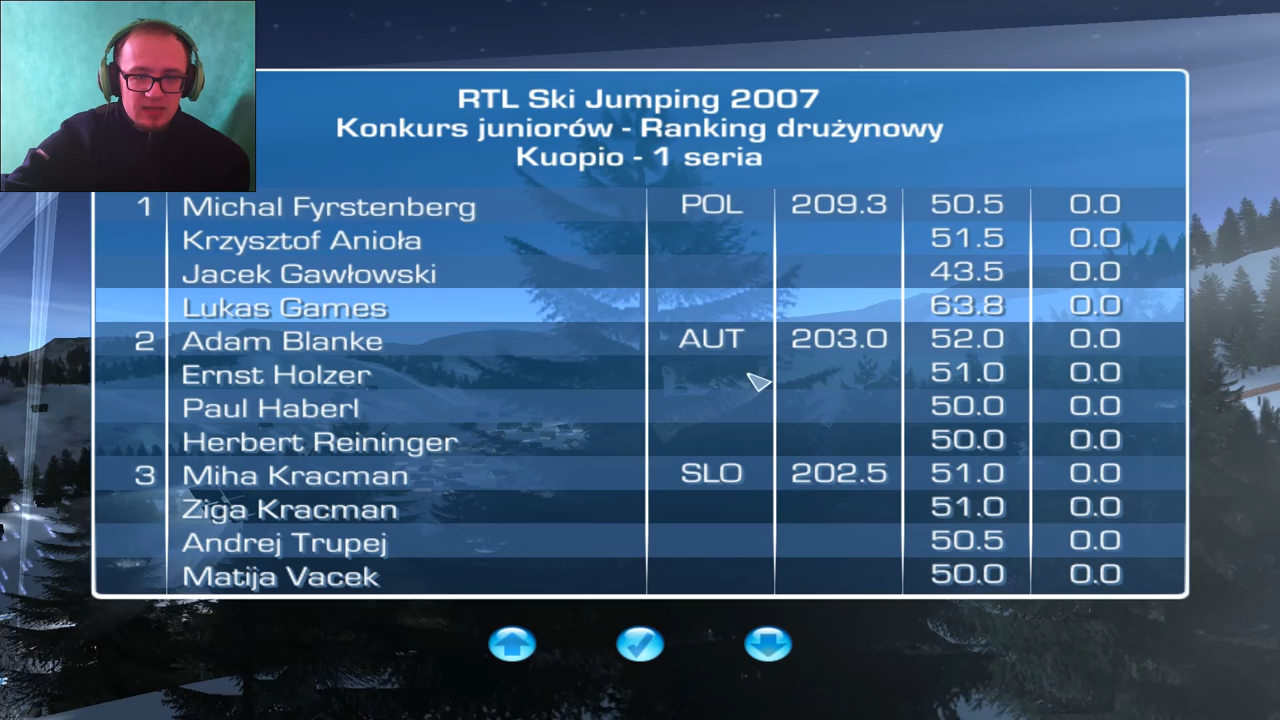 RTL Ski Jumping 2007
Konkurs juniorów - Ranking drużynowy
Kuopio - 1 seria
1 Michal Fyrstenberg POL 209.3 50.5 0.0
Krzysztof Anioła 51.5 0.0
Jacek Gawłowski 43.5 0.0
Lukas Games 63.8 0.0
2 Adam Blanke AUT 203.0 52.0 0.0
Ernst Holzer 51.0 0.0
Paul Haberl 50.0 0.0
Herbert Reininger 50.0 0.0
3 Miha Kracman SLO 202.5 51.0 0.0
Ziga Kracman 51.0 0.0
Andrej Trupej 50.5 0.0
Matija Vacek 50.0 0.0